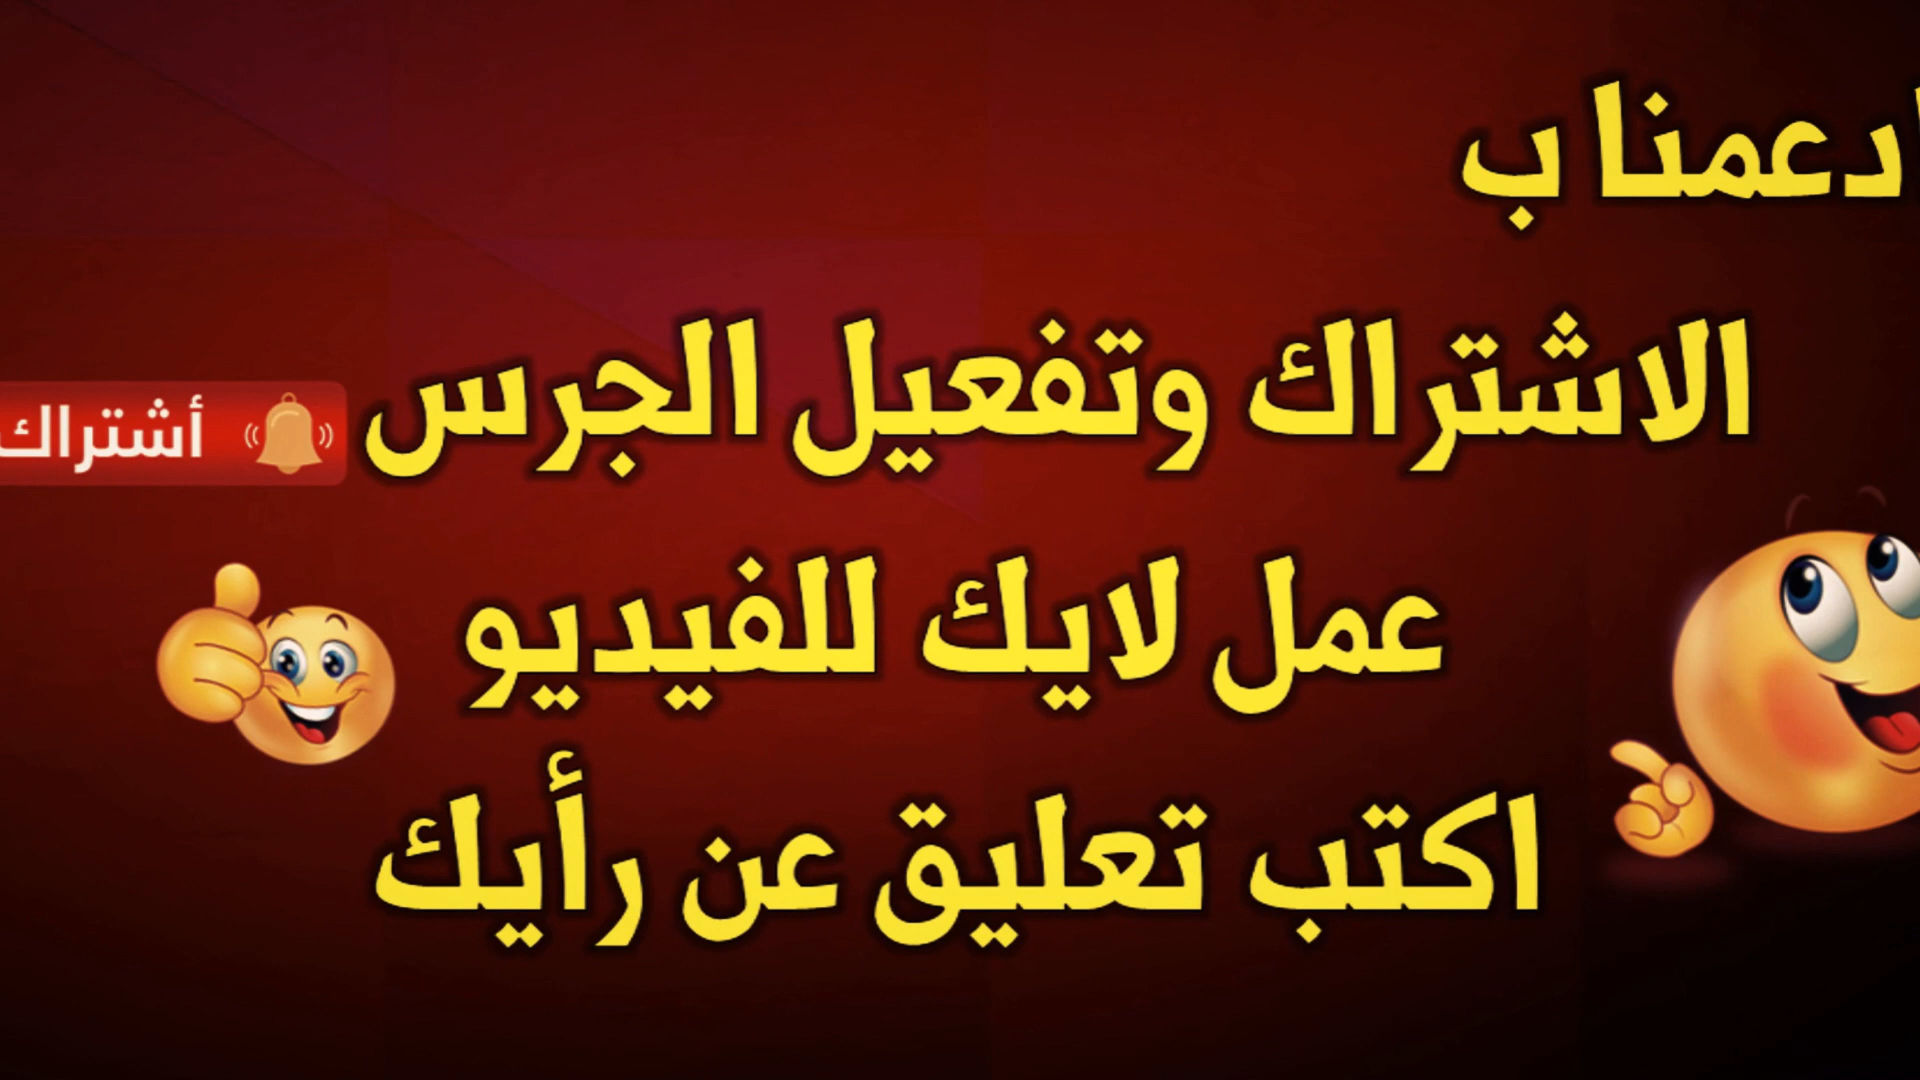 ادعمنا ب
الاشتراك وتفعيل الجرس
أشتراك
عمل لايك للفيديو
اكتب تعليق عن رأيك